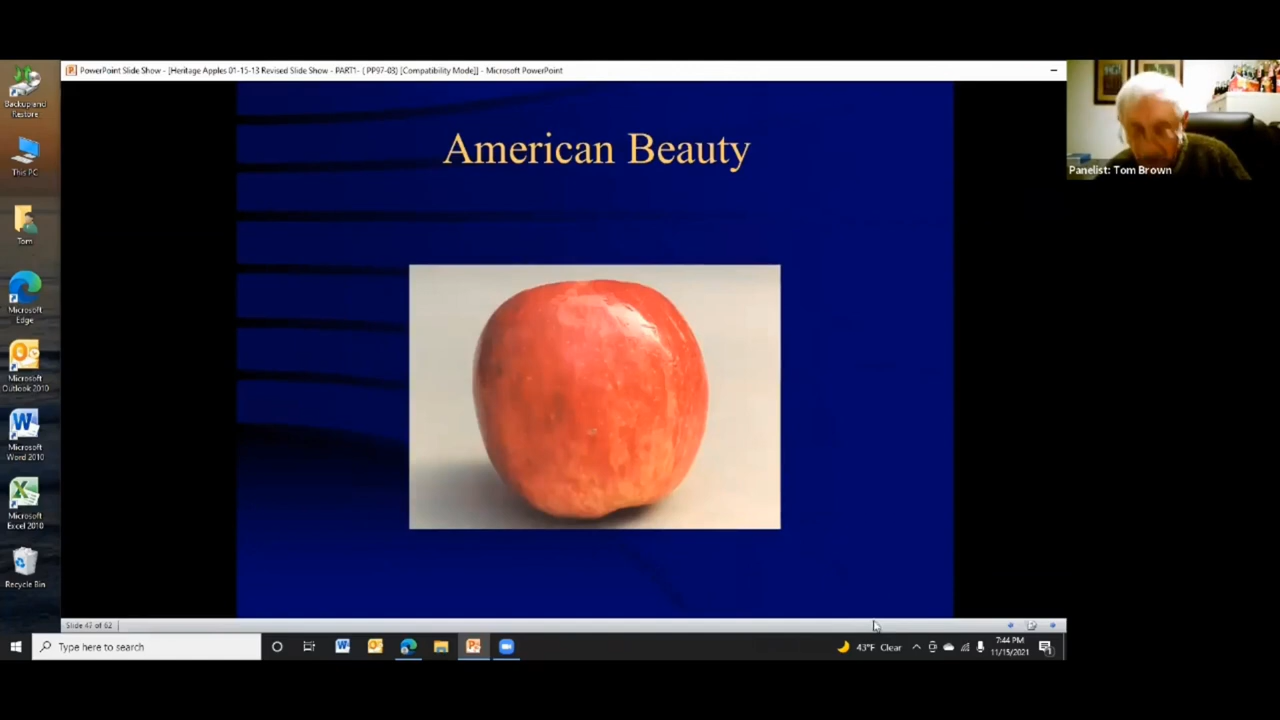 PowerPoint Slide Show - [Heritage Apples 01-15-13 Revised Slide Show - PART1- ( PP97-03) [Compatibility Mode]] - Microsoft PowerPoint
Backup and
Restore
This PC
Tom
Microsoft
Edge
Microsoft
Outlook 2010
Microsoft
Word 2010
Microsoft
Excel 2010
Recycle Bin
American Beauty
Panelist: Tom Brown
Slide 47 of 62
Type here to search
43°F Clear
7:44 PM
11/15/2021